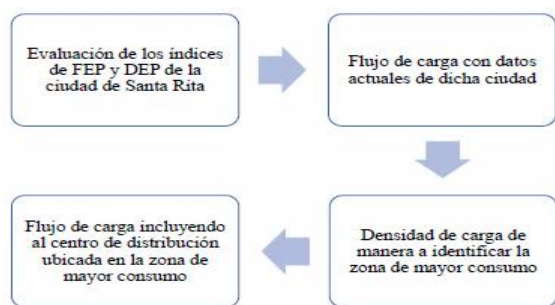 Evaluación de los índices
de FEP y DEP de la
ciudad de Santa Rita
Flujo de carga con datos
actuales de dicha ciudad
Densidad de carga de
manera a identificar la
zona de mayor consumo
Flujo de carga incluyendo
al centro de distribución
ubicada en la zona de
mayor consumo